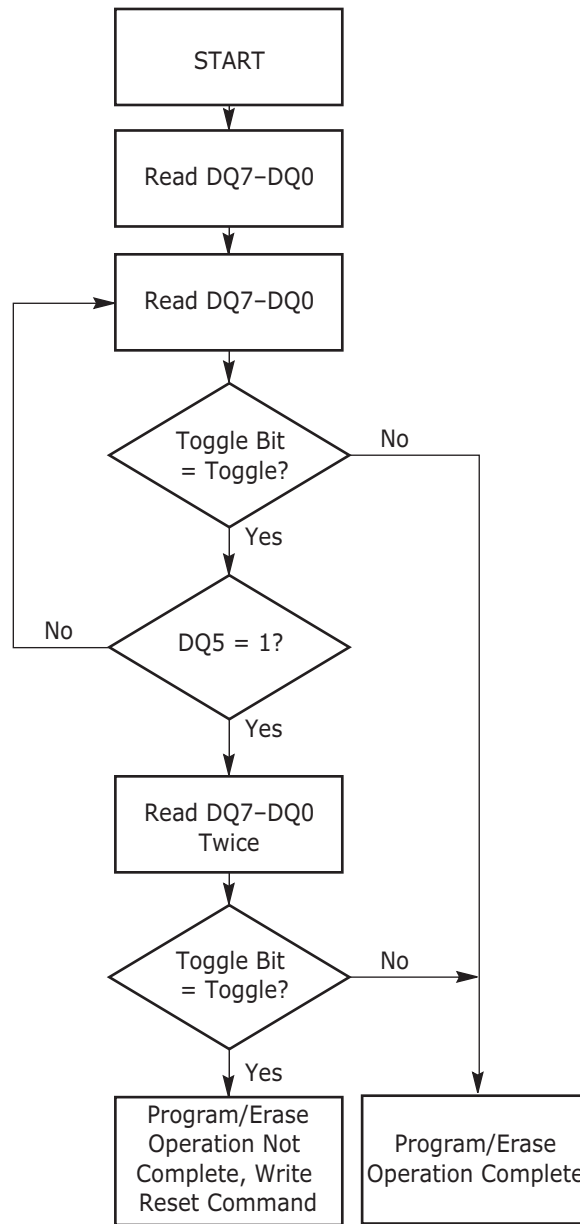 START
Read DQ7–DQ0
Read DQ7–DQ0
Toggle Bit
= Toggle?
No
Yes
No
DQ5 = 1?
Yes
Read DQ7–DQ0
Twice
Toggle Bit
= Toggle?
No
Yes
Program/Erase
Operation Not
Complete, Write
Reset Command
Program/Erase
Operation Complete